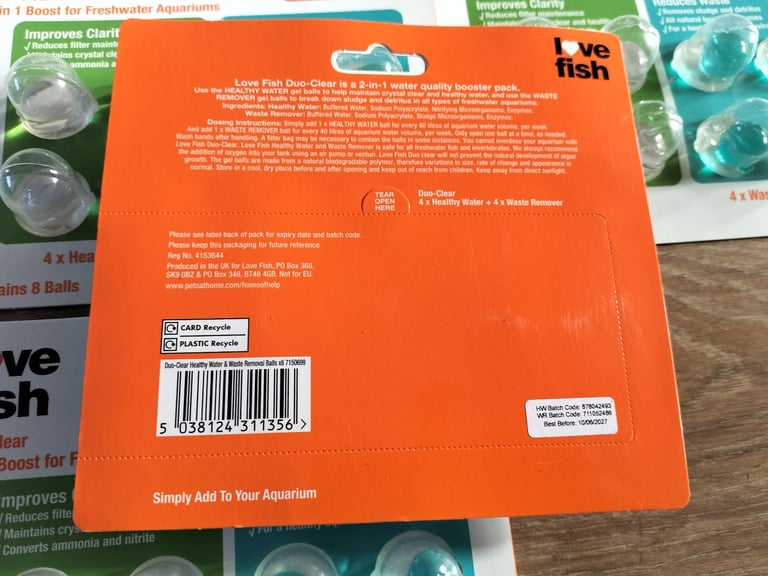 in 1 Boost for Freshwater Aquariums
Improves Clarity
√ Reduces filter maint
ammonia a
Reduces filter maintenance
√ Removes sludge and detritus
√ All natural
√ For a he
love
fish
Love Fish Duo-Clear is a 2-in-1 water quality booster pack.
Use the HEALTHY WATER gel balls to help maintain crystal clear and healthy water, and use the WASTE
REMOVER gel balls to break down sludge and detritus in all types of freshwater aquariums.
Ingredients: Healthy Water: Buffered Water, Sodium Polyacrylate, Nitrifying Microorganisms, Enzymes.
Waste Remover: Buffered Water, Sodium Polyacrylate, Sludge Microorganisms, Enzymes.
Dosing Instructions: Simply add 1 x HEALTHY WATER ball for every 40 litres of aquarium water volume, per week.
And add 1 x WASTE REMOVER ball for every 40 litres of aquarium water volume, per week. Only open one ball at a time, as needed.
Wash hands after handling. A filter bag may be necessary to contain the balls in some instances. You cannot overdose your aquarium with
Love Fish Duo-Clear. Love Fish Healthy Water and Waste Remover is safe for all freshwater fish and invertebrates. We always recommend
the addition of oxygen into your tank using an air pump or venturi. Love Fish Duo clear will not prevent the natural development of algae
growth. The gel balls are made from a natural biodegradable polymer, therefore variations in size, rate of change and appearance is
normal. Store in a cool, dry place before and after opening and keep out of reach from children. Keep away from direct sunlight.
TEAR
OPEN
HERE
Duo-Clear
4 x Healthy Water + 4 x Waste Remover
Please see label back of pack for expiry date and batch code.
Please keep this packaging for future reference.
Reg No. 4153644
Produced in the UK for Love Fish, PO Box 368,
SK9 0BZ & PO Box 348, BT48 4GB. Not for EU.
www.petsathome.com/homeofhelp
CARD Recycle
PLASTIC Recycle
Duo-Clear Healthy Water & Waste Removal Balls x8 7150699
5 038124 311356 >
HW Batch Code: 878042493
WR Batch Code: 711052486
Best Before: 10/06/2027
Simply Add To Your Aquarium
4 x Hea
ains 8 Balls
4 x Was
ove
sh
lear
Boost for F
Improves
√ Reduces filter
√ Maintains crys
√ Converts ammonia and nitrite
√ For a healthy